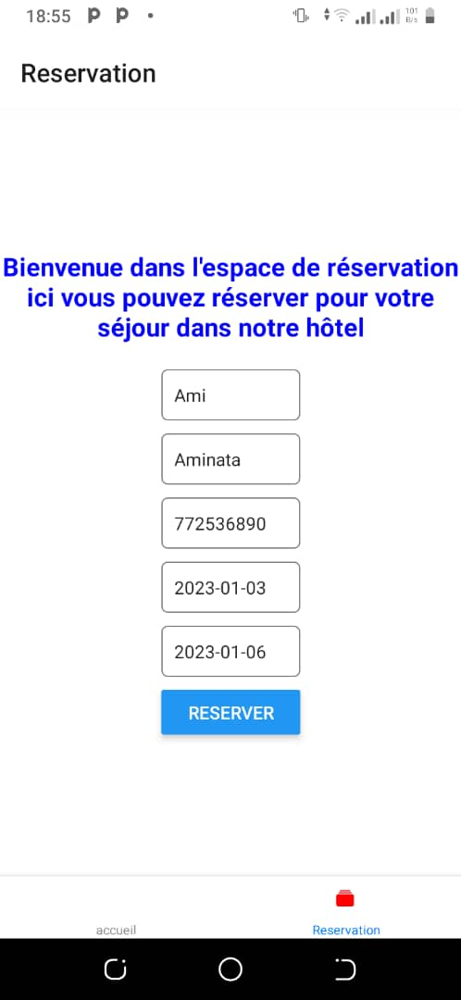 18:55 P P •
101
B/s
Reservation
Bienvenue dans l'espace de réservation
ici vous pouvez réserver pour votre
séjour dans notre hôtel
Ami
Aminata
772536890
2023-01-03
2023-01-06
RESERVER
accueil
Reservation